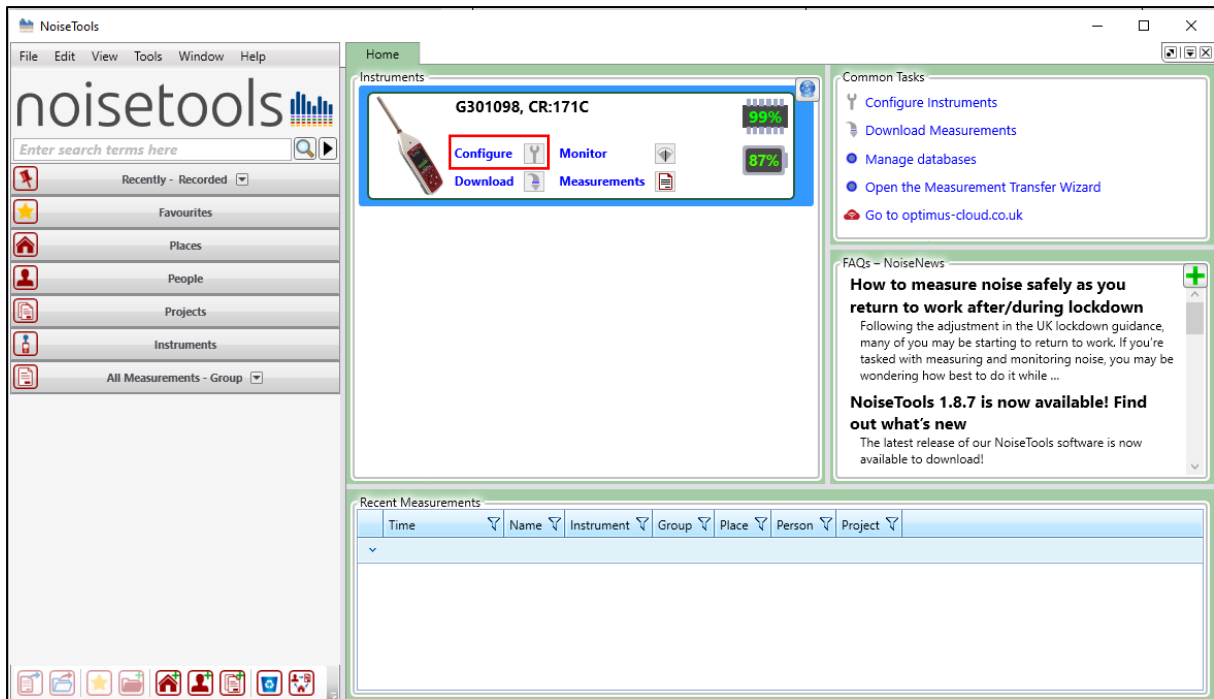 NoiseTools
File Edit View Tools Window Help
noisetools
Enter search terms here
Recently - Recorded
Favourites
Places
People
Projects
Instruments
All Measurements - Group
Home
Instruments
G301098, CR:171C
99%
Configure Monitor
87%
Download Measurements
Common Tasks
Configure Instruments
Download Measurements
Manage databases
Open the Measurement Transfer Wizard
Go to optimus-cloud.co.uk
FAQs – NoiseNews
How to measure noise safely as you
return to work after/during lockdown
Following the adjustment in the UK lockdown guidance,
many of you may be starting to return to work. If you're
tasked with measuring and monitoring noise, you may be
wondering how best to do it while ...
NoiseTools 1.8.7 is now available! Find
out what's new
The latest release of our NoiseTools software is now
available to download!
Recent Measurements
Time Name Instrument Group Place Person Project